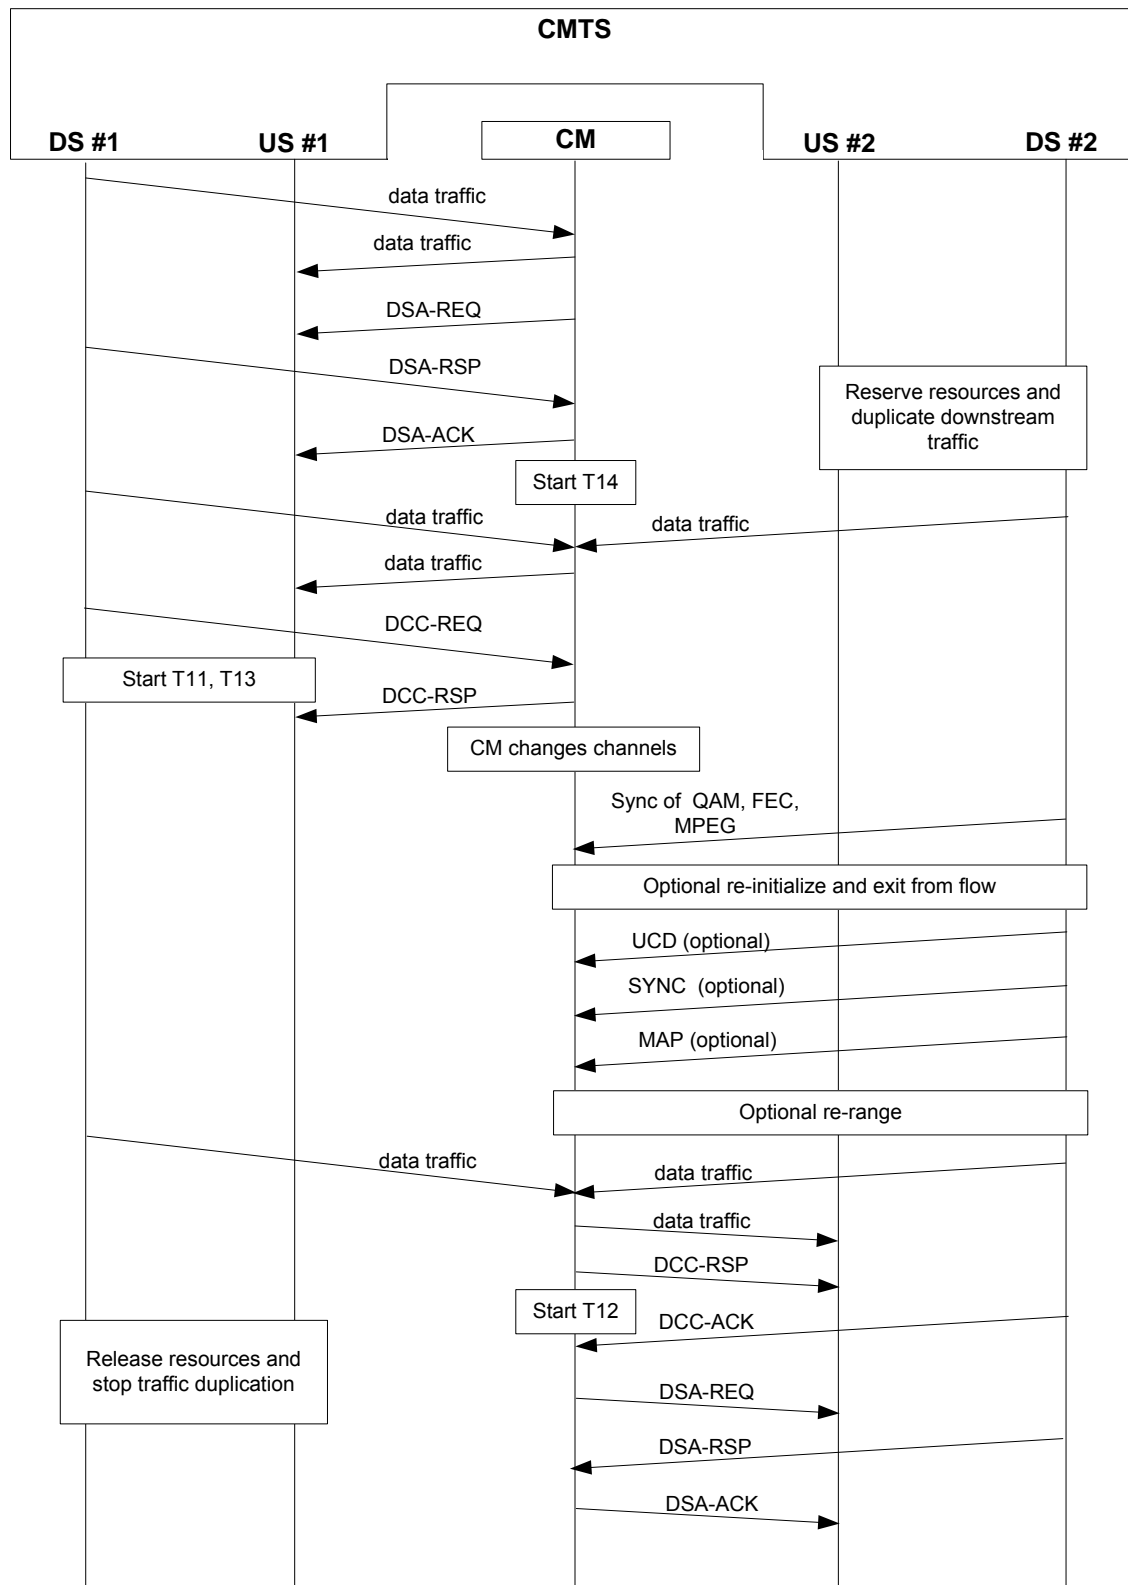 CMTS
DS #1
US #1
CM
US #2
DS #2
data traffic
data traffic
DSA-REQ
DSA-RSP
Reserve resources and
duplicate downstream
traffic
DSA-ACK
Start T14
data traffic
data traffic
data traffic
DCC-REQ
Start T11, T13
DCC-RSP
CM changes channels
Sync of QAM, FEC,
MPEG
Optional re-initialize and exit from flow
UCD (optional)
SYNC (optional)
MAP (optional)
Optional re-range
data traffic
data traffic
data traffic
DCC-RSP
Start T12
DCC-ACK
Release resources and
stop traffic duplication
DSA-REQ
DSA-RSP
DSA-ACK